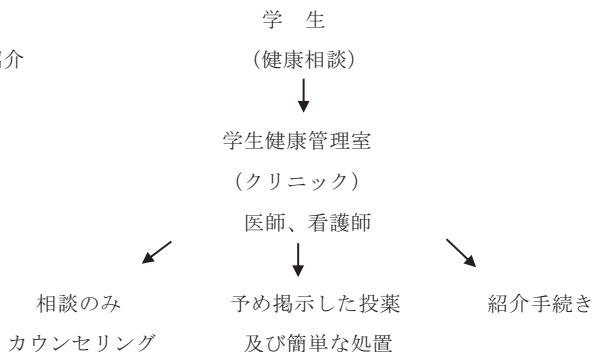 学　生
介　（健康相談）
学生健康管理室
（クリニック）
医師、看護師
相談のみ　予め掲示した投薬　紹介手続き
カウンセリング　及び簡単な処置